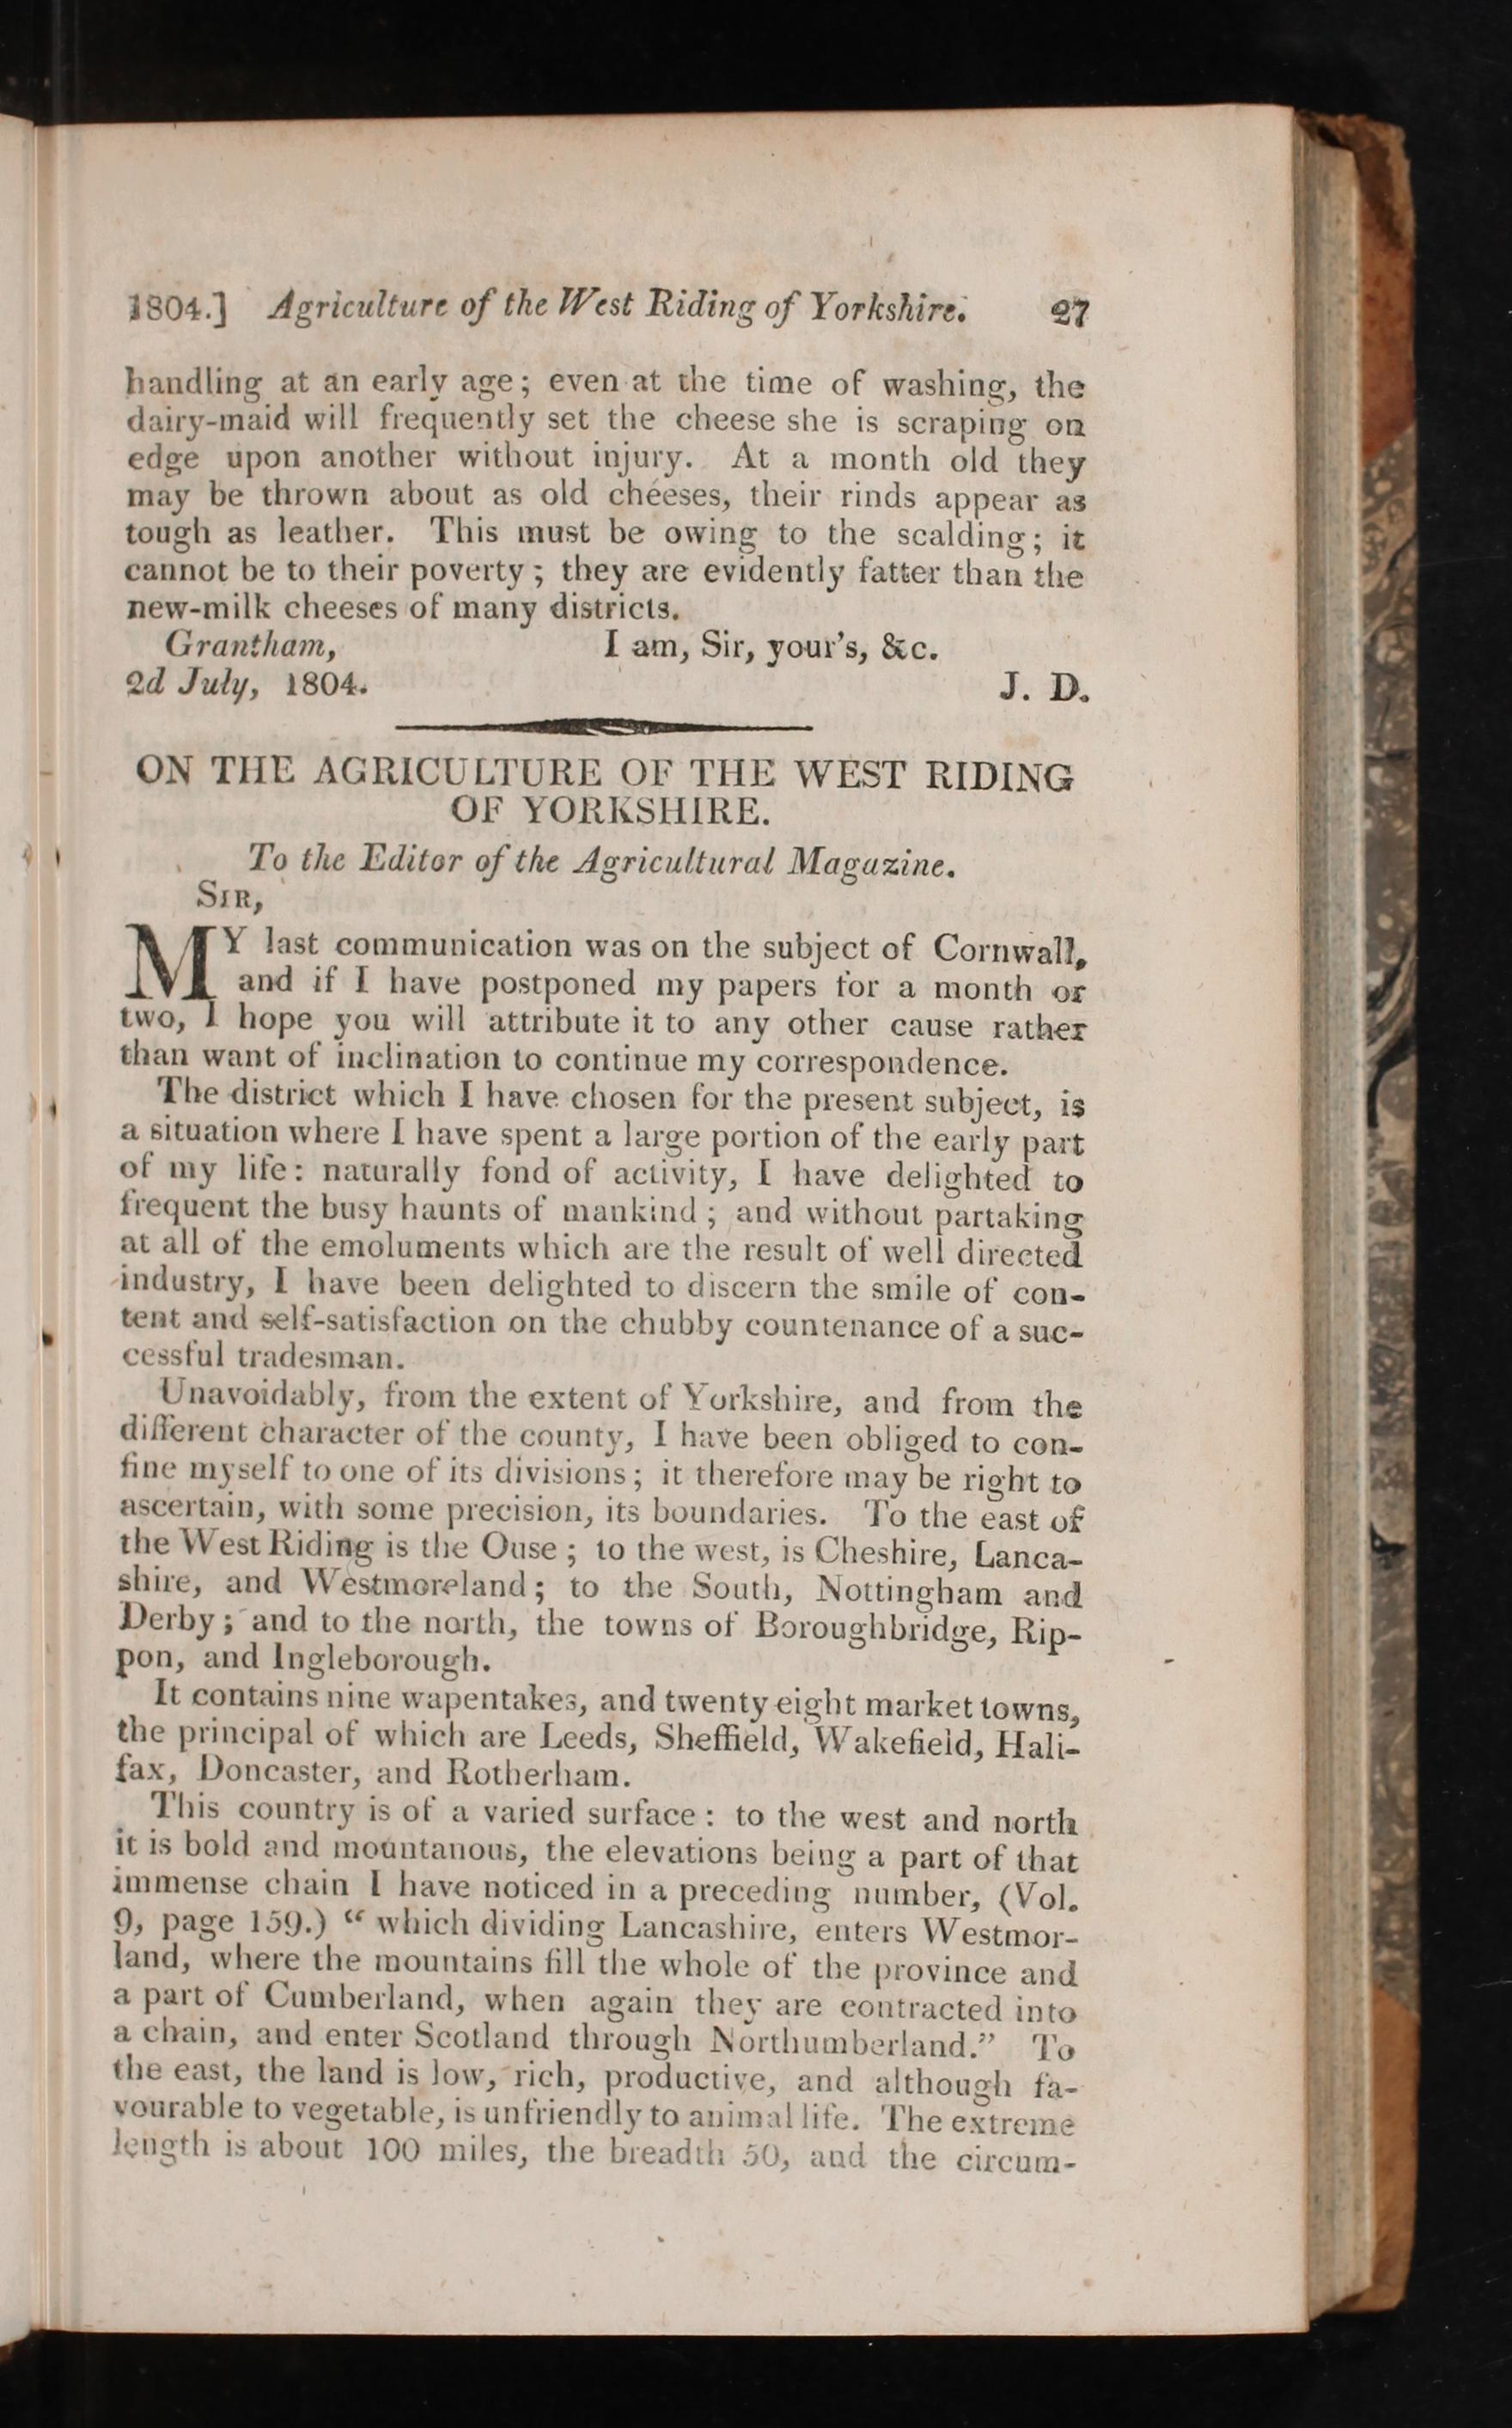 1804.] Agriculture of the West Riding of Yorkshire. 27
handling at an early age; even at the time of washing, the
dairy-maid will frequently set the cheese she is scraping on
edge upon another without injury. At a month old they
may be thrown about as old cheeses, their rinds appear as
tough as leather. This must be owing to the scalding; it
cannot be to their poverty; they are evidently fatter than the
new-milk cheeses of many districts.
Grantham, I am, Sir, your's, &c.
2d July, 1804. J. D.
ON THE AGRICULTURE OF THE WEST RIDING
OF YORKSHIRE.
To the Editor of the Agricultural Magazine.
SIR,
MY last communication was on the subject of Cornwall,
and if I have postponed my papers for a month or
two, I hope you will attribute it to any other cause rather
than want of inclination to continue my correspondence.
The district which I have chosen for the present subject, is
a situation where I have spent a large portion of the early part
of my life: naturally fond of activity, I have delighted to
frequent the busy haunts of mankind; and without partaking
at all of the emoluments which are the result of well directed
industry, I have been delighted to discern the smile of con-
tent and self-satisfaction on the chubby countenance of a suc-
cessful tradesman.
Unavoidably, from the extent of Yorkshire, and from the
different character of the county, I have been obliged to con-
fine myself to one of its divisions; it therefore may be right to
ascertain, with some precision, its boundaries. To the east of
the West Riding is the Ouse; to the west, is Cheshire, Lanca-
shire, and Westmoreland; to the South, Nottingham and
Derby; and to the north, the towns of Boroughbridge, Rip-
pon, and Ingleborough.
It contains nine wapentakes, and twenty eight market towns,
the principal of which are Leeds, Sheffield, Wakefield, Hali-
fax, Doncaster, and Rotherham.
This country is of a varied surface: to the west and north
it is bold and mountanous, the elevations being a part of that
immense chain I have noticed in a preceding number, (Vol.
9, page 159.) “which dividing Lancashire, enters Westmor-
land, where the mountains fill the whole of the province and
a part of Cumberland, when again they are contracted into
a chain, and enter Scotland through Northumberland.” To
the east, the land is low, rich, productive, and although fa-
vourable to vegetable, is unfriendly to animal life. The extreme
length is about 100 miles, the breadth 50, and the circum-